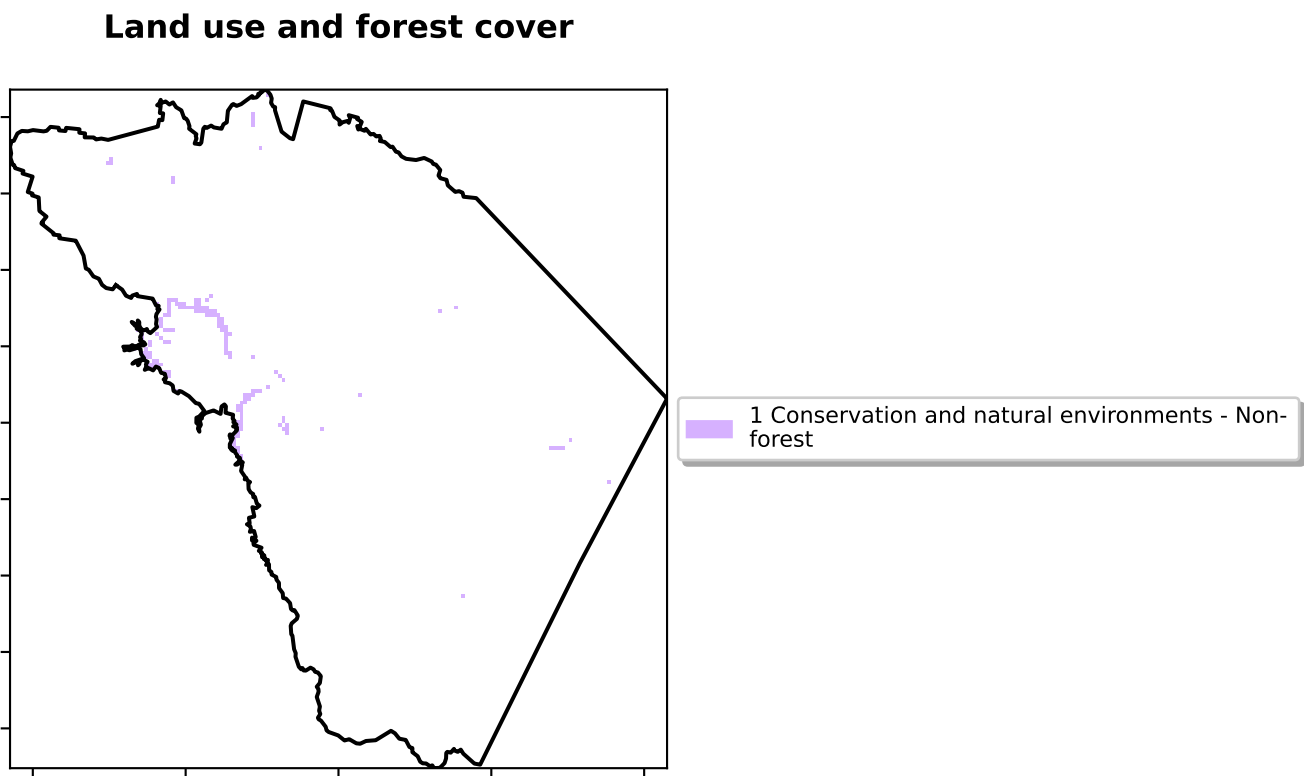 Land use and forest cover
1 Conservation and natural environments - Non-
forest